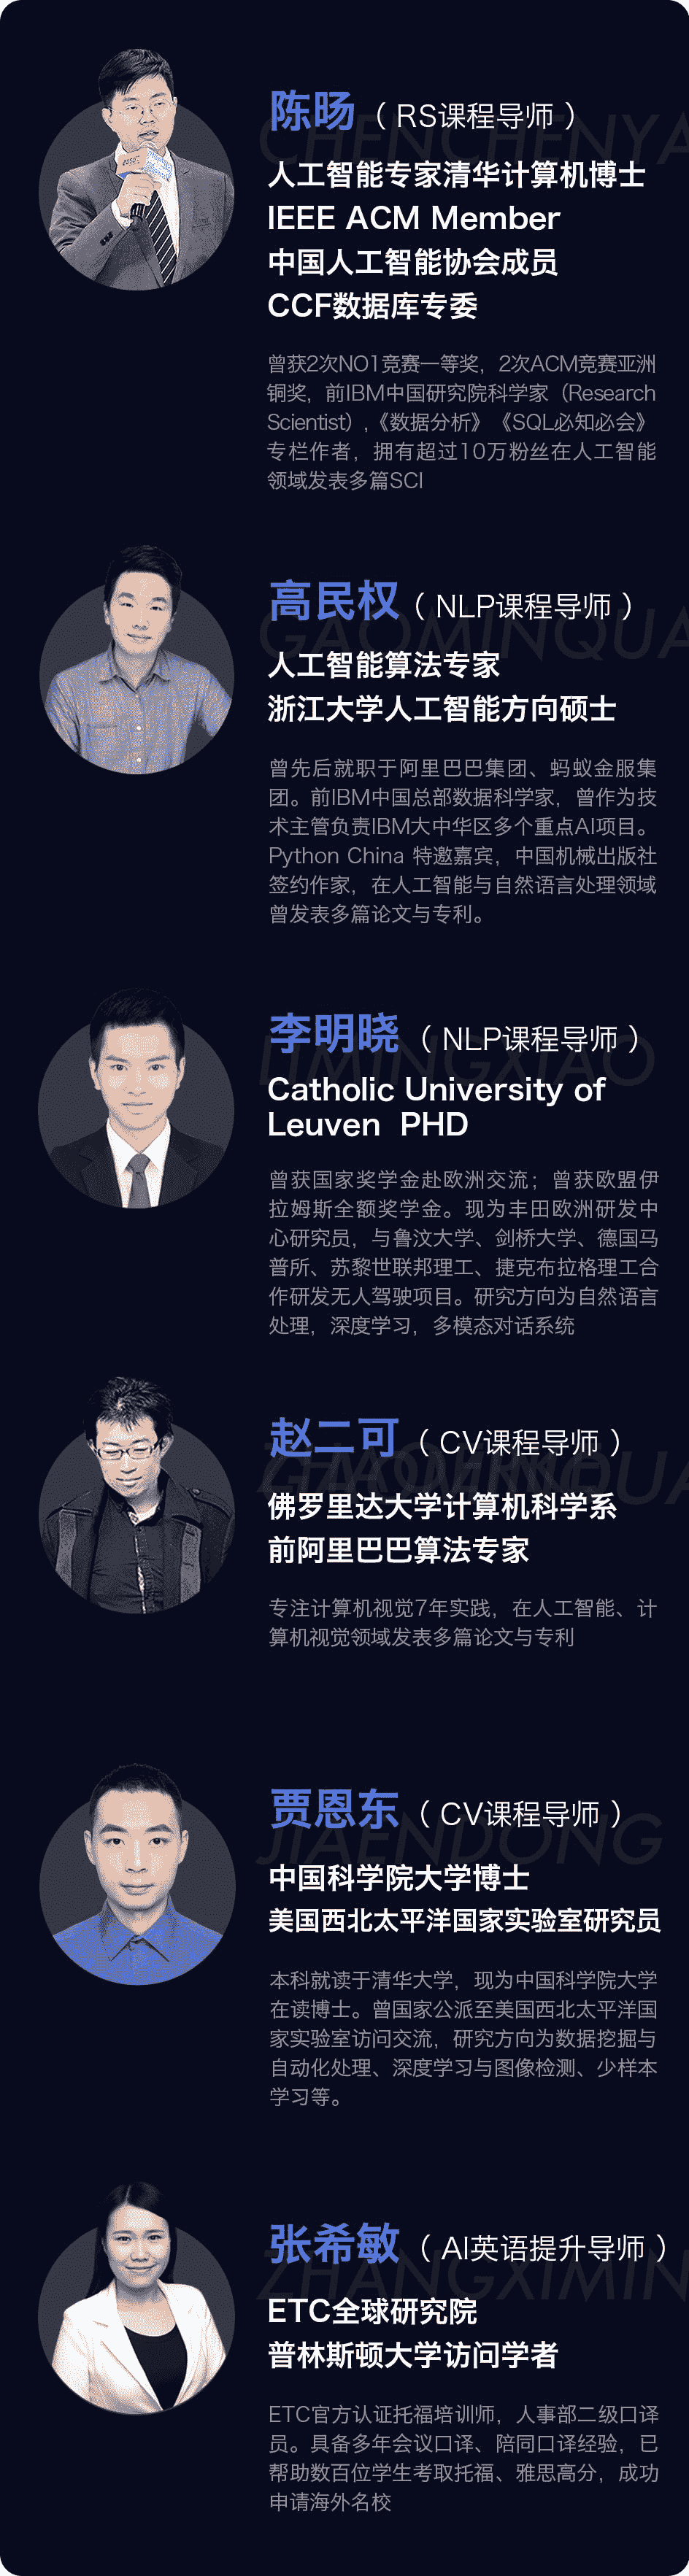 陈旸（ RS课程导师 ）
CHENCHENYA
人工智能专家清华计算机博士
IEEE ACM Member
中国人工智能协会成员
CCF数据库专委
曾获2次NO1竞赛一等奖，2次ACM竞赛亚洲
铜奖，前IBM中国研究院科学家（Research
Scientist）,《数据分析》《SQL必知必会》
专栏作者，拥有超过10万粉丝在人工智能
领域发表多篇SCI
高民权（ NLP课程导师 ）
GAOMINQUA
人工智能算法专家
浙江大学人工智能方向硕士
曾先后就职于阿里巴巴集团、蚂蚁金服集
团。前IBM中国总部数据科学家，曾作为技
术主管负责IBM大中华区多个重点AI项目。
Python China 特邀嘉宾，中国机械出版社
签约作家，在人工智能与自然语言处理领域
曾发表多篇论文与专利。
李明晓（ NLP课程导师 ）
LIMINGXIAO
Catholic University of
Leuven PHD
曾获国家奖学金赴欧洲交流；曾获欧盟伊
拉姆斯全额奖学金。现为丰田欧洲研发中
心研究员，与鲁汶大学、剑桥大学、德国马
普所、苏黎世联邦理工、捷克布拉格理工合
作研发无人驾驶项目。研究方向为自然语言
处理，深度学习，多模态对话系统
赵二可（ CV课程导师 ）
佛罗里达大学计算机科学系
前阿里巴巴算法专家
专注计算机视觉7年实践，在人工智能、计
算机视觉领域发表多篇论文与专利
贾恩东（ CV课程导师 ）
JIAENDONG
中国科学院大学博士
美国西北太平洋国家实验室研究员
本科就读于清华大学，现为中国科学院大学
在读博士。曾国家公派至美国西北太平洋国
家实验室访问交流，研究方向为数据挖掘与
自动化处理、深度学习与图像检测、少样本
学习等。
张希敏（ AI英语提升导师 ）
ZHANGXIMIN
ETC全球研究院
普林斯顿大学访问学者
ETC官方认证托福培训师，人事部二级口译
员。具备多年会议口译、陪同口译经验，已
帮助数百位学生考取托福、雅思高分，成功
申请海外名校